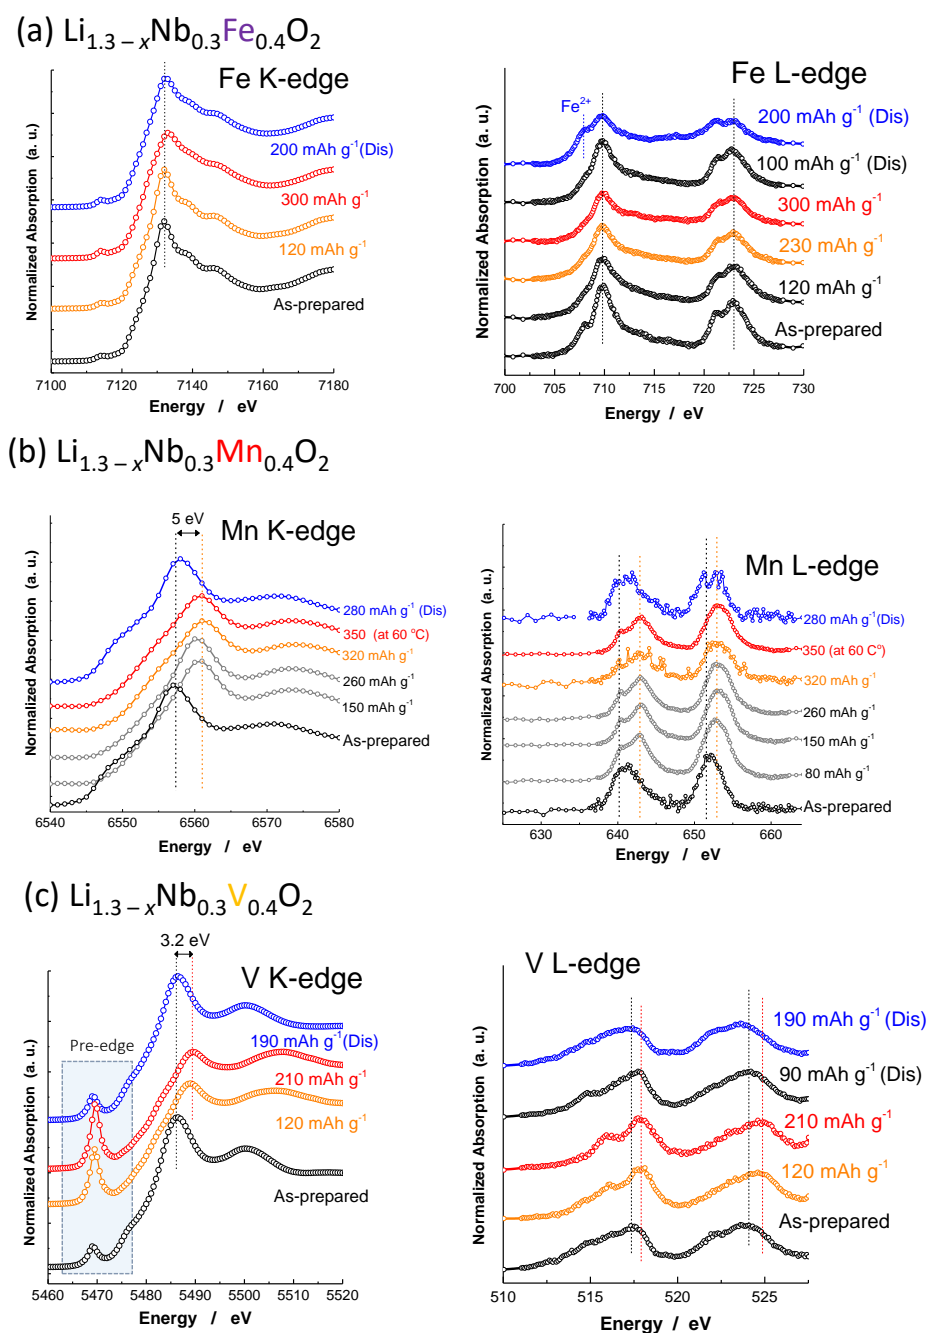 (a) Li1.3–xNb0.3Fe0.4O2
Fe K-edge
200 mAh g-1(Dis)
300 mAh g-1
120 mAh g-1
As-prepared
Normalized Absorption (a. u.)
7100 7120 7140 7160 7180
Energy / eV
Fe L-edge
Fe2+
200 mAh g-1(Dis)
100 mAh g-1 (Dis)
300 mAh g-1
230 mAh g-1
120 mAh g-1
As-prepared
Normalized Absorption (a. u.)
700 705 710 715 720 725 730
Energy / eV
(b) Li1.3–xNb0.3Mn0.4O2
5 eV
Mn K-edge
280 mAh g-1 (Dis)
350 (at 60 °C)
320 mAh g-1
260 mAh g-1
150 mAh g-1
As-prepared
Normalized Absorption (a. u.)
6540 6550 6560 6570 6580
Energy / eV
Mn L-edge
280 mAh g-1(Dis)
350 (at 60 C°)
320 mAh g-1
260 mAh g-1
150 mAh g-1
80 mAh g-1
As-prepared
Normalized Absorption (a. u.)
630 640 650 660
Energy / eV
(c) Li1.3–xNb0.3V0.4O2
3.2 eV
V K-edge
Pre-edge
190 mAh g-1(Dis)
210 mAh g-1
120 mAh g-1
As-prepared
Normalized Absorption (a. u.)
5460 5470 5480 5490 5500 5510 5520
Energy / eV
V L-edge
190 mAh g-1(Dis)
90 mAh g-1 (Dis)
210 mAh g-1
120 mAh g-1
As-prepared
Normalized Absorption (a. u.)
510 515 520 525
Energy / eV